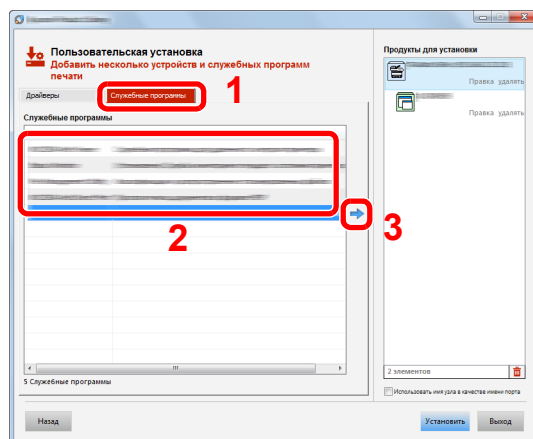 Пользовательская установка
Добавить несколько устройств и служебных программ
печати
Драйверы
Служебные программы
1
Служебные программы
2
3
5 Служебные программы
Продукты для установки
Правка удалять
Правка удалять
2 элементов
Использовать имя узла в качестве имени порта
Назад
Установить
Выход